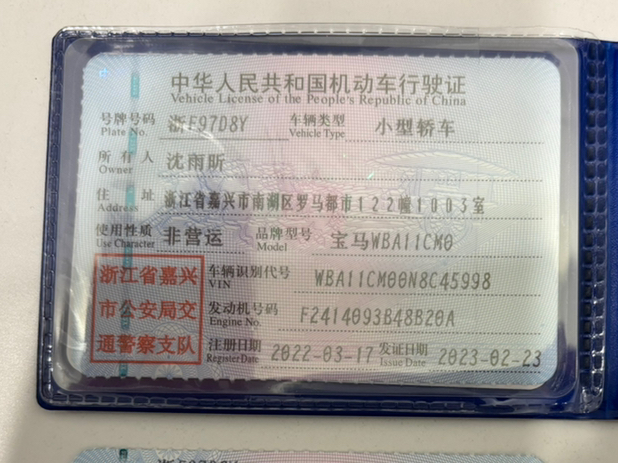 中华人民共和国机动车行驶证
Vehicle License of the People's Republic of China
号牌号码 浙F97D8Y 车辆类型 小型轿车
Plate No. Vehicle Type
所有人 沈雨昕
Owner
住址 浙江省嘉兴市南湖区罗马都市122幢1003室
Address
使用性质 非营运 品牌型号 宝马WBA11CM0
Use Character Model
浙江省嘉兴 车辆识别代号 WBA11CM00N8C45998
VIN
市公安局交 发动机号码 F2414093B48B20A
Engine No.
通警察支队 注册日期 2022-03-17 发证日期 2023-02-23
Register Date Issue Date